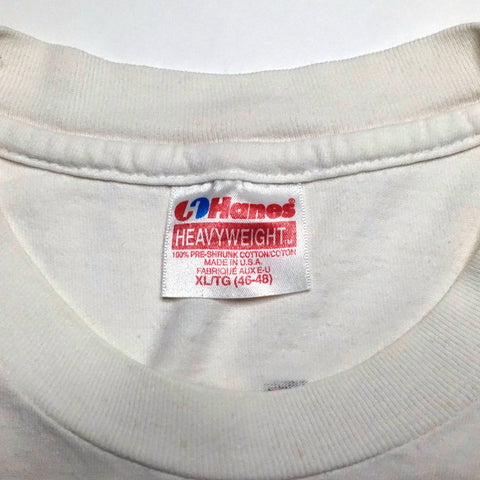 Hanes®
HEAVYWEIGHT
100% PRE-SHRUNK COTTON/COTON
MADE IN U.S.A.
FABRIQUÉ AUX E-U
XL/TG (46-48)